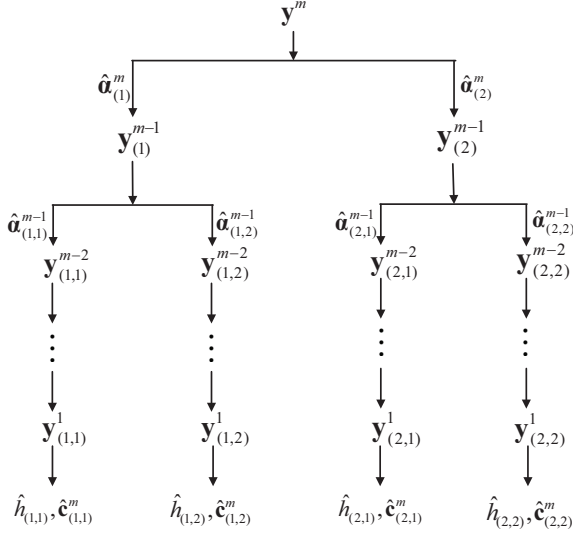 𝐲^m
α̂^m_(1) α̂^m_(2)
𝐲^{m−1}_(1) 𝐲^{m−1}_(2)
α̂^{m−1}_(1,1) α̂^{m−1}_(1,2) α̂^{m−1}_(2,1) α̂^{m−1}_(2,2)
𝐲^{m−2}_(1,1) 𝐲^{m−2}_(1,2) 𝐲^{m−2}_(2,1) 𝐲^{m−2}_(2,2)
⋮ ⋮ ⋮ ⋮
𝐲^1_(1,1) 𝐲^1_(1,2) 𝐲^1_(2,1) 𝐲^1_(2,2)
ĥ_(1,1), ĉ^m_(1,1) ĥ_(1,2), ĉ^m_(1,2) ĥ_(2,1), ĉ^m_(2,1) ĥ_(2,2), ĉ^m_(2,2)